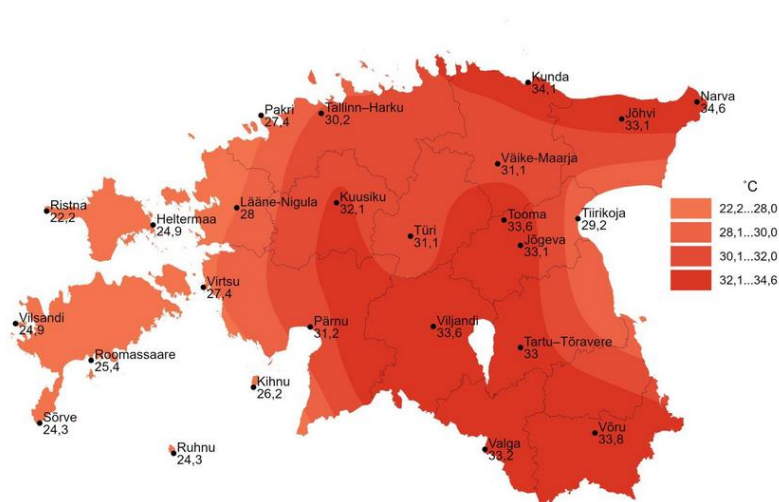 Kunda
34,1
Narva
34,6
Pakri
27,4
Tallinn–Harku
30,2
Jõhvi
33,1
Väike-Maarja
31,1
°C
Ristna
22,2
Heltermaa
24,9
Lääne-Nigula
28
Kuusiku
32,1
Türi
31,1
Tooma
33,6
Jõgeva
33,1
Tiirikoja
29,2
22,2...28,0
28,1...30,0
30,1...32,0
32,1...34,6
Virtsu
27,4
Vilsandi
24,9
Roomassaare
25,4
Pärnu
31,2
Viljandi
33,6
Tartu–Tõravere
33
Kihnu
26,2
Sõrve
24,3
Ruhnu
24,3
Valga
33,2
Võru
33,8